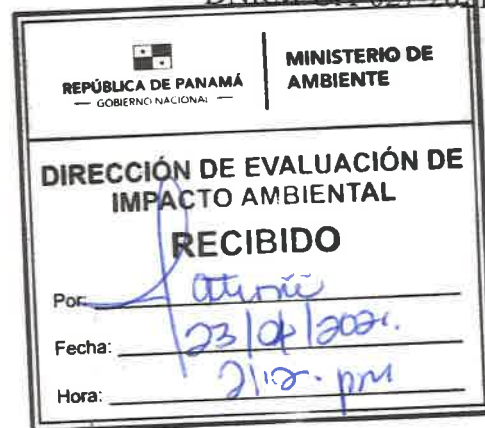 REPÚBLICA DE PANAMÁ
— GOBIERNO NACIONAL —
MINISTERIO DE
AMBIENTE
DIRECCIÓN DE EVALUACIÓN DE
IMPACTO AMBIENTAL
RECIBIDO
Por:
Fecha: 23/ /2021.
Hora: 2:12 pm